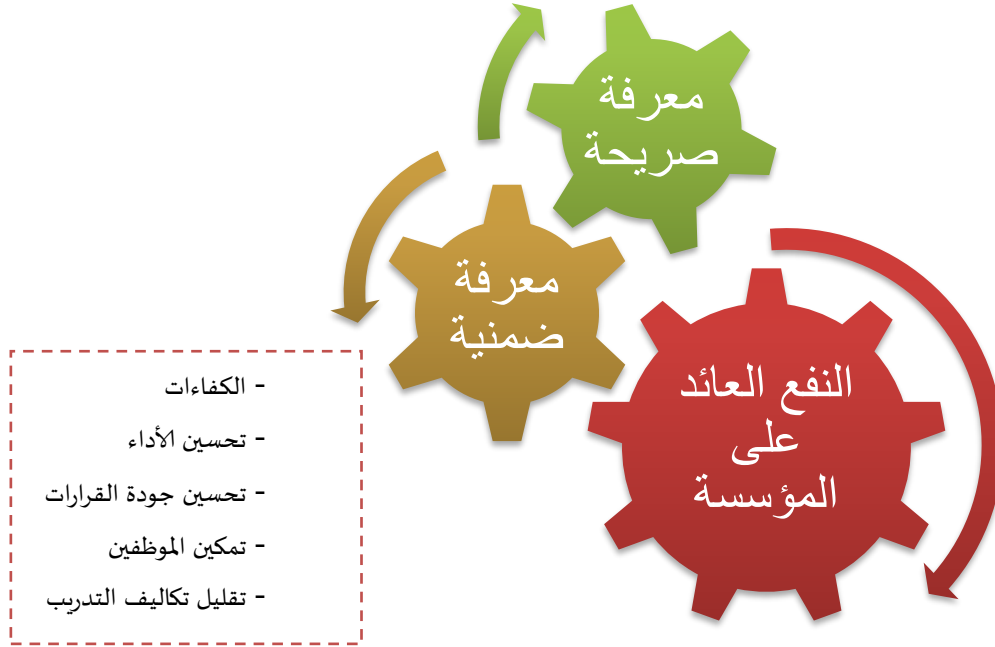 معرفة
صريحة
معرفة
ضمنية
النفع العائد
على
المؤسسة
- الكفاءات
- تحسين الأداء
- تحسين جودة القرارات
- تمكين الموظفين
- تقليل تكاليف التدريب